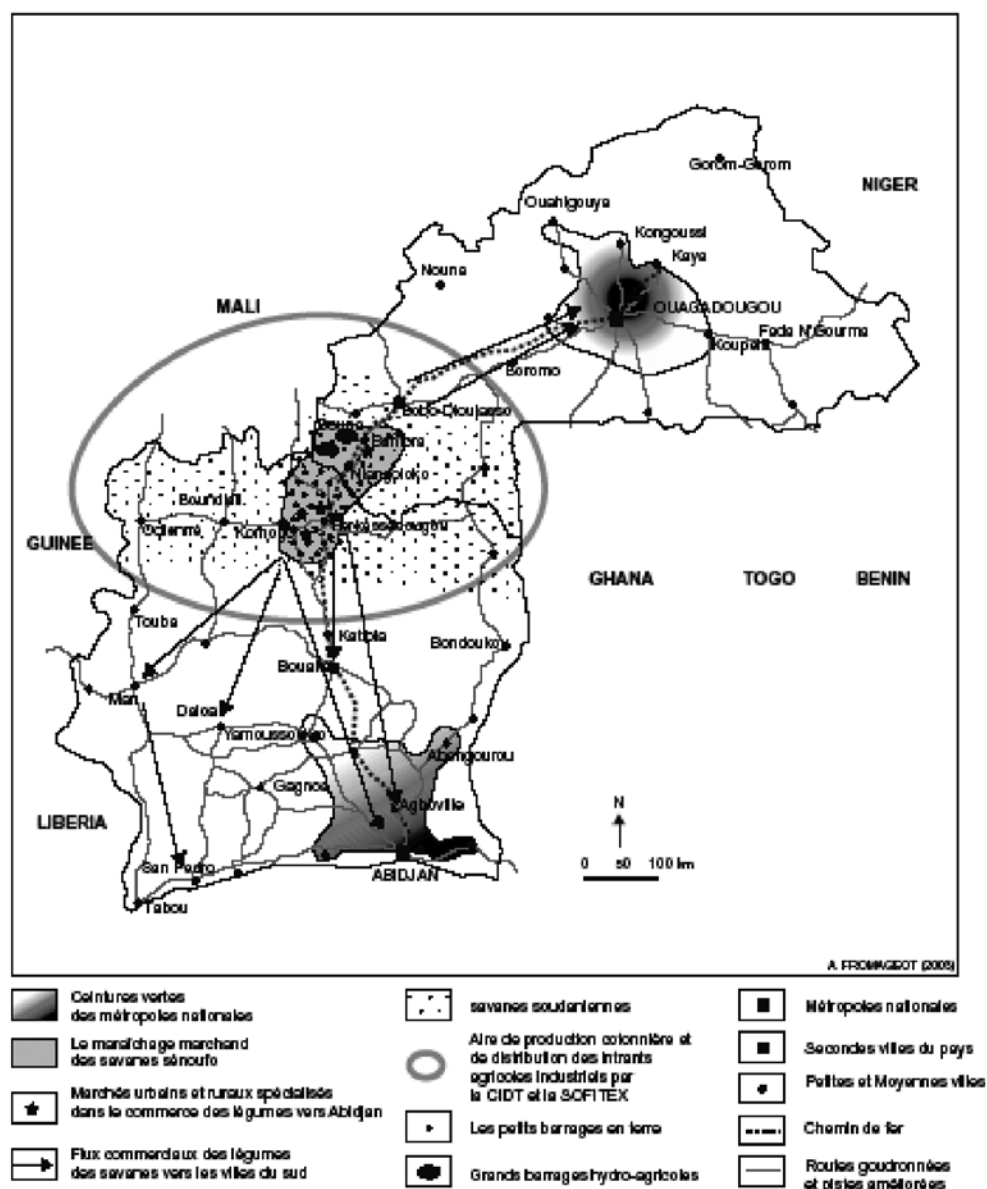 NIGER
Gorom-Gorom
Ouahigouya
Kongoussi
Kaya
Nouna
MALI
OUAGADOUGOU
Fada N'Gourma
Koupela
Boromo
Bobo-Dioulasso
Banfora
Niangoloko
Boundiali
Odienné
Korhogo
Ferkéssédougou
GUINEE
GHANA
TOGO
BENIN
Touba
Katiola
Bondoukou
Bouaké
Man
Daloa
Yamoussoukro
Abengourou
Gagnoa
Agboville
LIBERIA
N
0 50 100 km
San Pedro
ABIDJAN
Tabou
A. FROMAGEOT (2003)
Ceintures vertes
des métropoles nationales
Le maraîchage marchand
des savanes sénoufo
Marchés urbains et ruraux spécialisés
dans le commerce des légumes vers Abidjan
Flux commerciaux des légumes
des savanes vers les villes du sud
savanes soudaniennes
Aire de production cotonnière et
de distribution des intrants
agricoles industriels par
la CIDT et la SOFITEX
Les petits barrages en terre
Grands barrages hydro-agricoles
Métropoles nationales
Secondes villes du pays
Petites et Moyennes villes
Chemin de fer
Routes goudronnées
et pistes améliorées